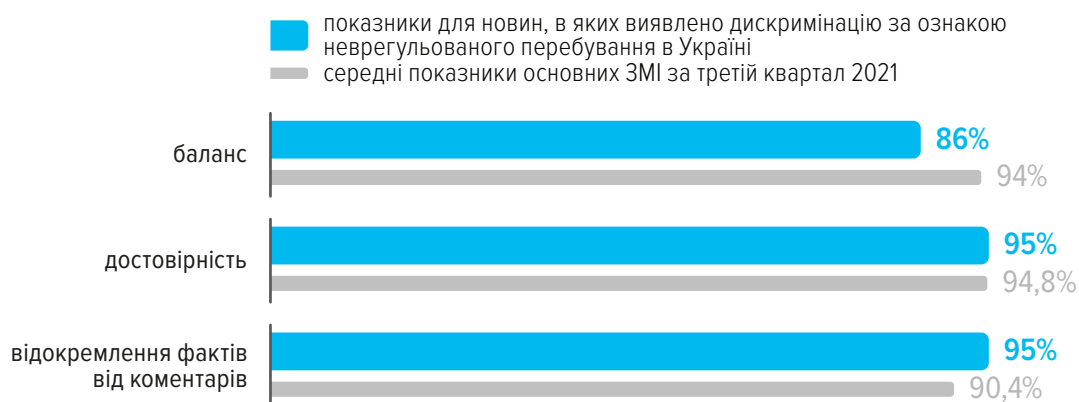 показники для новин, в яких виявлено дискримінацію за ознакою
неврегульованого перебування в Україні
середні показники основних ЗМІ за третій квартал 2021
баланс
86%
94%
достовірність
95%
94,8%
відокремлення фактів
від коментарів
95%
90,4%